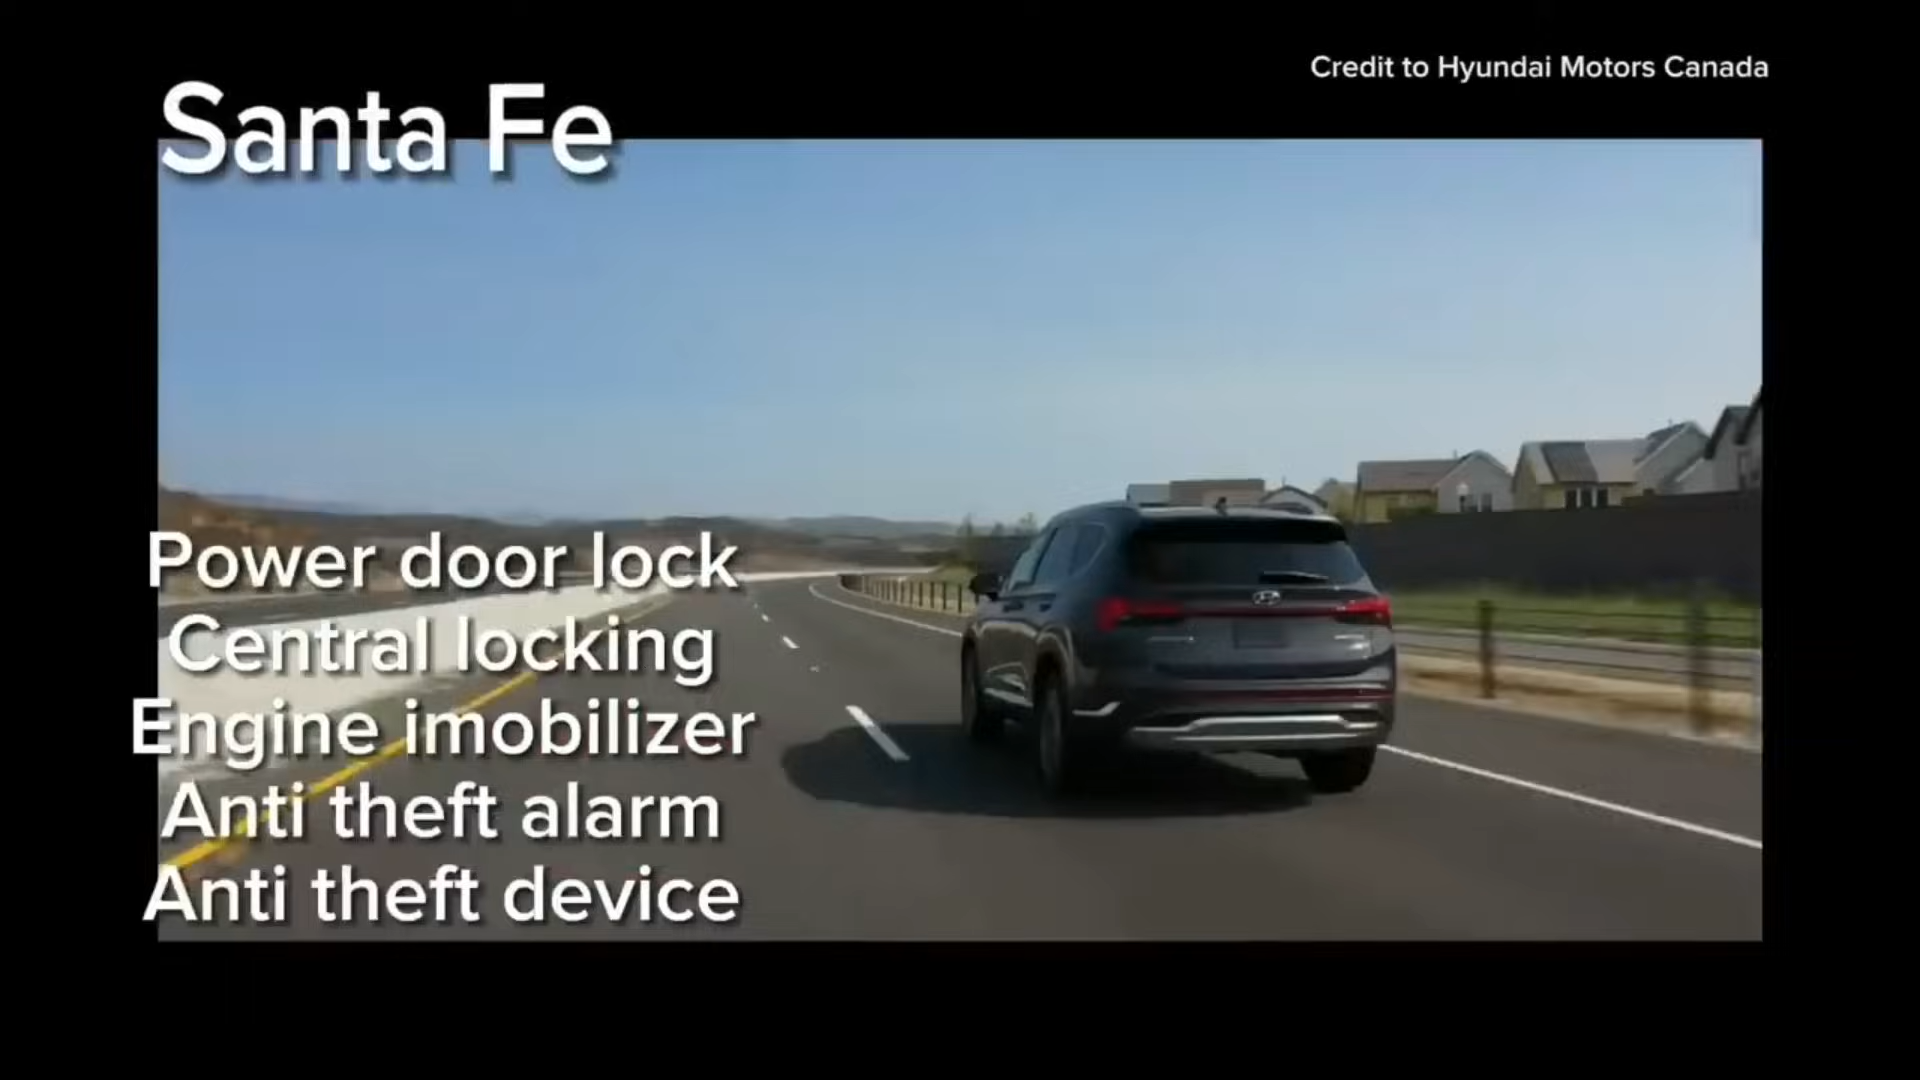 Credit to Hyundai Motors Canada
Santa Fe
Power door lock
Central locking
Engine imobilizer
Anti theft alarm
Anti theft device